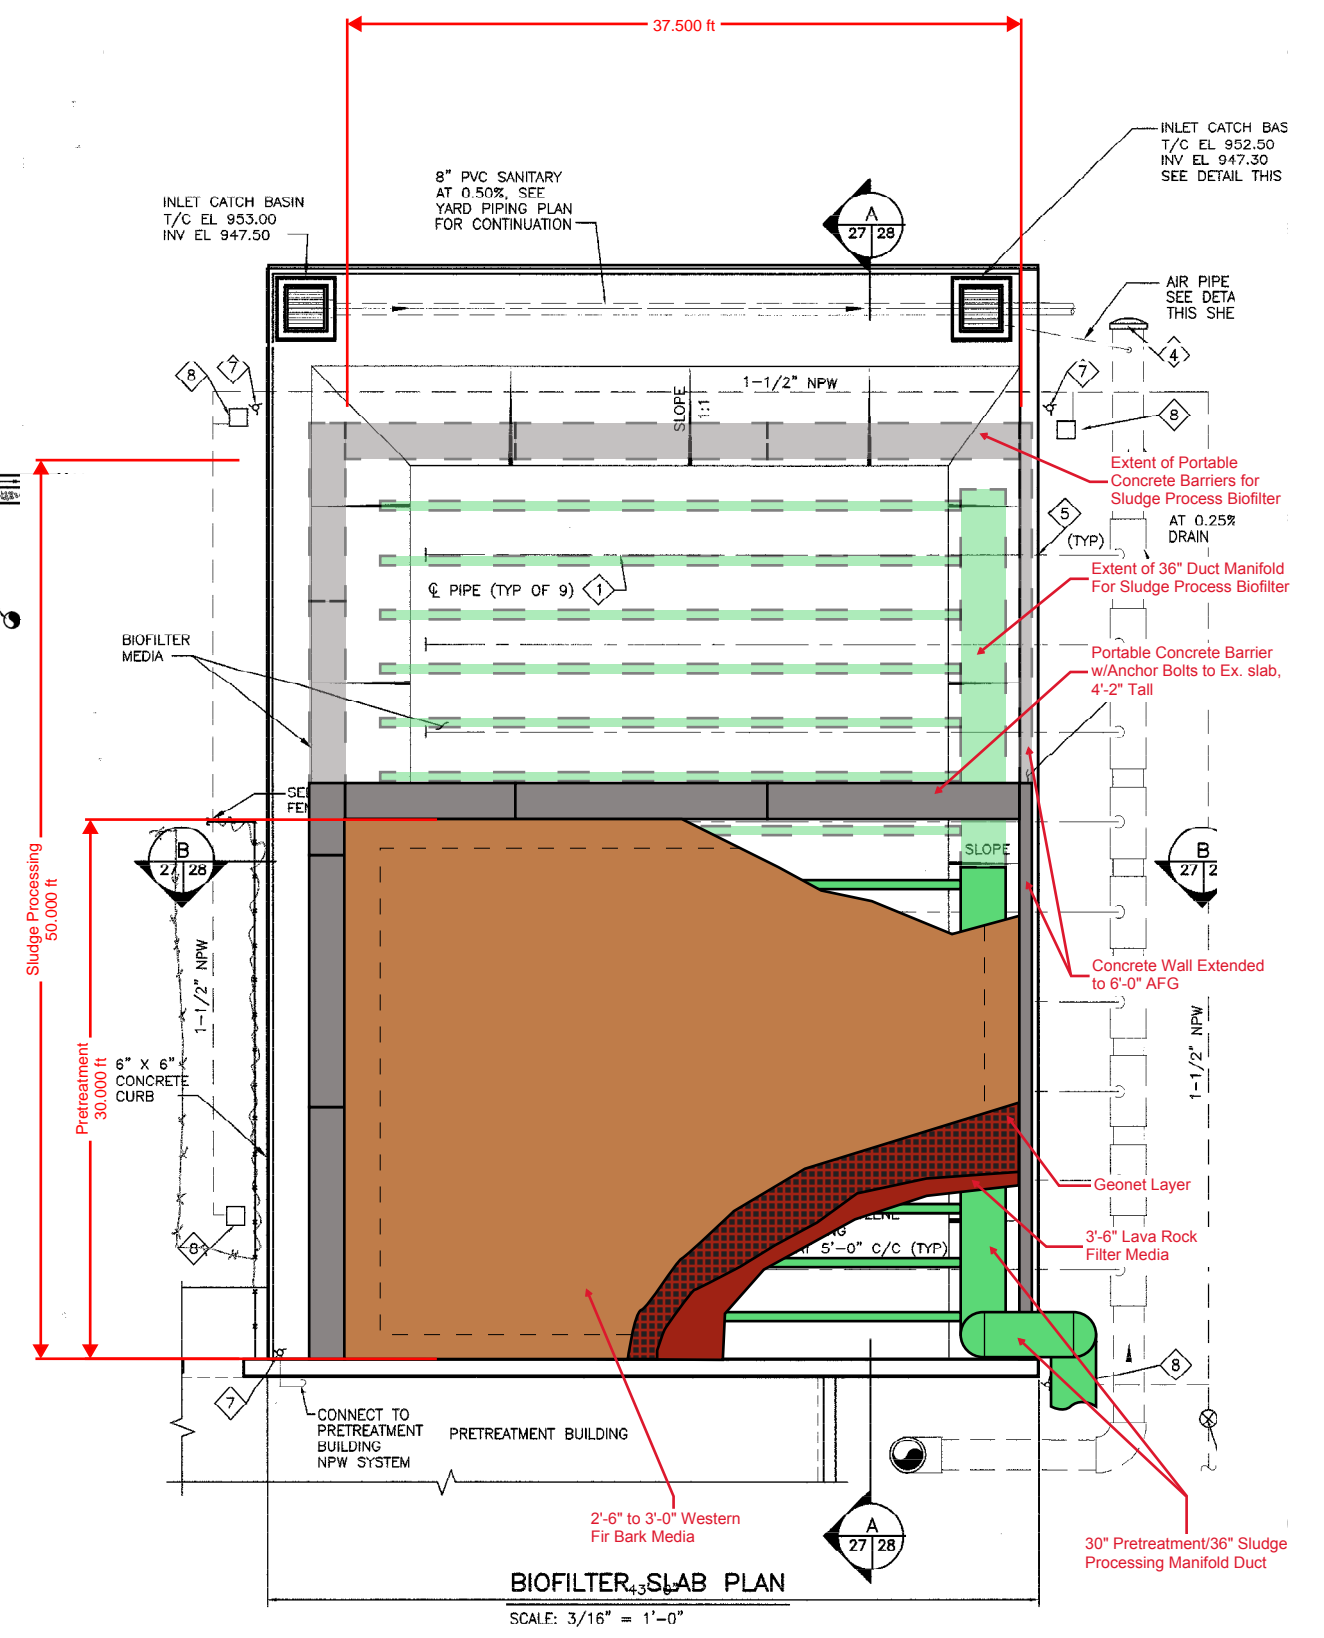 37.500 ft
INLET CATCH BAS
T/C EL 952.50
INV EL 947.30
SEE DETAIL THIS
8" PVC SANITARY
AT 0.50%, SEE
YARD PIPING PLAN
FOR CONTINUATION
INLET CATCH BASIN
T/C EL 953.00
INV EL 947.50
A
27 28
AIR PIPE
SEE DETA
THIS SHE
4
8
7
7
8
1-1/2" NPW
SLOPE
1:1
Extent of Portable
Concrete Barriers for
Sludge Process Biofilter
5
(TYP)
AT 0.25%
DRAIN
Extent of 36" Duct Manifold
For Sludge Process Biofilter
℄ PIPE (TYP OF 9)
1
BIOFILTER
MEDIA
Portable Concrete Barrier
w/Anchor Bolts to Ex. slab,
4'-2" Tall
SE
FE
B
27 28
SLOPE
B
27 2
Sludge Processing
50.000 ft
Pretreatment
30.000 ft
1-1/2" NPW
Concrete Wall Extended
to 6'-0" AFG
1-1/2" NPW
6" X 6"
CONCRETE
CURB
Geonet Layer
3'-6" Lava Rock
Filter Media
ENE
NG
AT 5'-0" C/C (TYP)
8
7
8
CONNECT TO
PRETREATMENT
BUILDING
NPW SYSTEM
PRETREATMENT BUILDING
2'-6" to 3'-0" Western
Fir Bark Media
A
27 28
30" Pretreatment/36" Sludge
Processing Manifold Duct
BIOFILTER SLAB PLAN
43'-0"
SCALE: 3/16" = 1'-0"